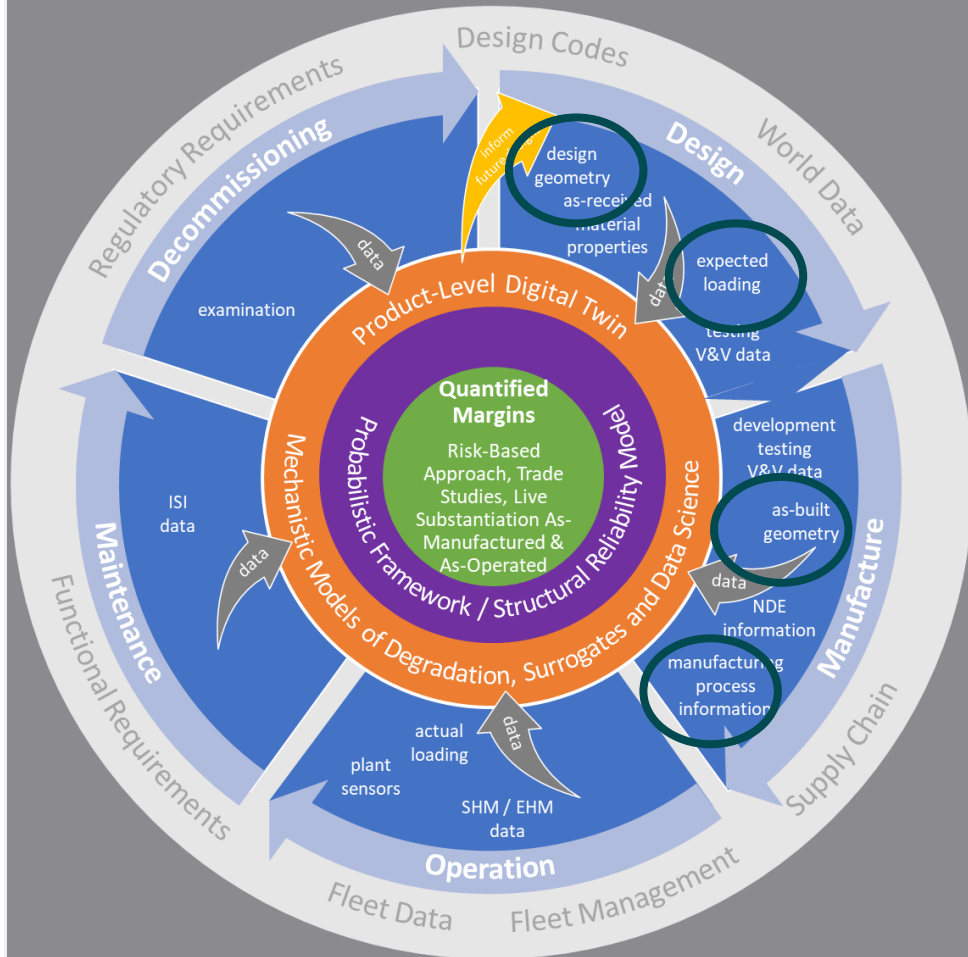 Design Codes
World Data
Supply Chain
Fleet Management
Fleet Data
Functional Requirements
Regulatory Requirements
Design
Manufacture
Operation
Maintenance
Decommissioning
inform
future
design
geometry
as-received
material
properties
data
expected
loading
testing
V&V data
development
testing
V&V data
as-built
geometry
data
NDE
information
manufacturing
process
information
actual
loading
data
plant
sensors
SHM / EHM
data
ISI
data
data
examination
data
Product-Level Digital Twin
Mechanistic Models of Degradation, Surrogates and Data Science
Probabilistic Framework / Structural Reliability Model
Quantified
Margins
Risk-Based
Approach, Trade
Studies, Live
Substantiation As-
Manufactured &
As-Operated